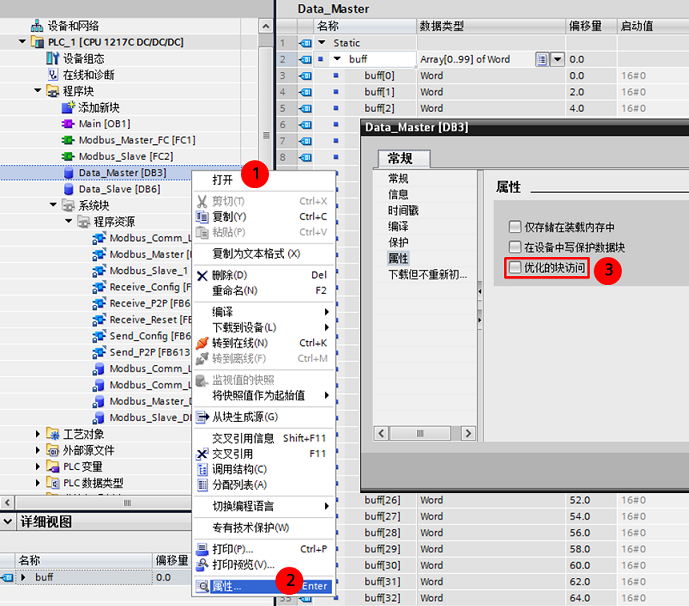 设备和网络
PLC_1 [CPU 1217C DC/DC/DC]
设备组态
在线和诊断
程序块
添加新块
Main [OB1]
Modbus_Master_FC [FC1]
Modbus_Slave [FC2]
Data_Master [DB3]
Data_Slave [DB6]
系统块
程序资源
Modbus_Comm_L
Modbus_Master [
Modbus_Slave_1
Receive_Config [
Receive_P2P [FB
Receive_Reset [F
Send_Config [FB6
Send_P2P [FB613
Modbus_Comm_L
Modbus_Comm_L
Modbus_Master_D
Modbus_Slave_DB
工艺对象
外部源文件
PLC 变量
PLC 数据类型
详细视图
名称 偏移量
buff 0.0
打开 1
剪切(T) Ctrl+X
复制(Y) Ctrl+C
粘贴(P) Ctrl+V
复制为文本格式 (X)
删除(D) Del
重命名(N) F2
编译
下载到设备(L)
转到在线(N) Ctrl+K
转到离线(F) Ctrl+M
监视值的快照
将快照值作为起始值
从块生成源(G)
交叉引用信息 Shift+F11
交叉引用 F11
调用结构(C)
分配列表(A)
切换编程语言
专有技术保护(W)
打印(P)... Ctrl+P
打印预览(V)...
属性... 2 Enter
Data_Master
名称 数据类型 偏移量 启动值
1 Static
2 buff Array[0..99] of Word 0.0
3 buff[0] Word 0.0 16#0
4 buff[1] Word 2.0 16#0
5 buff[2] Word 4.0 16#0
6
7
8
Data_Master [DB3]
常规
常规
信息
时间戳
编译
保护
属性
下载但不重新初...
属性
仅存储在装载内存中
在设备中写保护数据块
优化的块访问 3
buff[26] Word 52.0 16#0
buff[27] Word 54.0 16#0
buff[28] Word 56.0 16#0
buff[29] Word 58.0 16#0
buff[30] Word 60.0 16#0
buff[31] Word 62.0 16#0
35 buff[32] Word 64.0 16#0